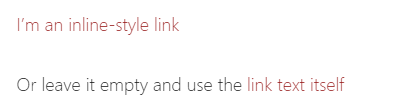 I’m an inline-style link
Or leave it empty and use the link text itself